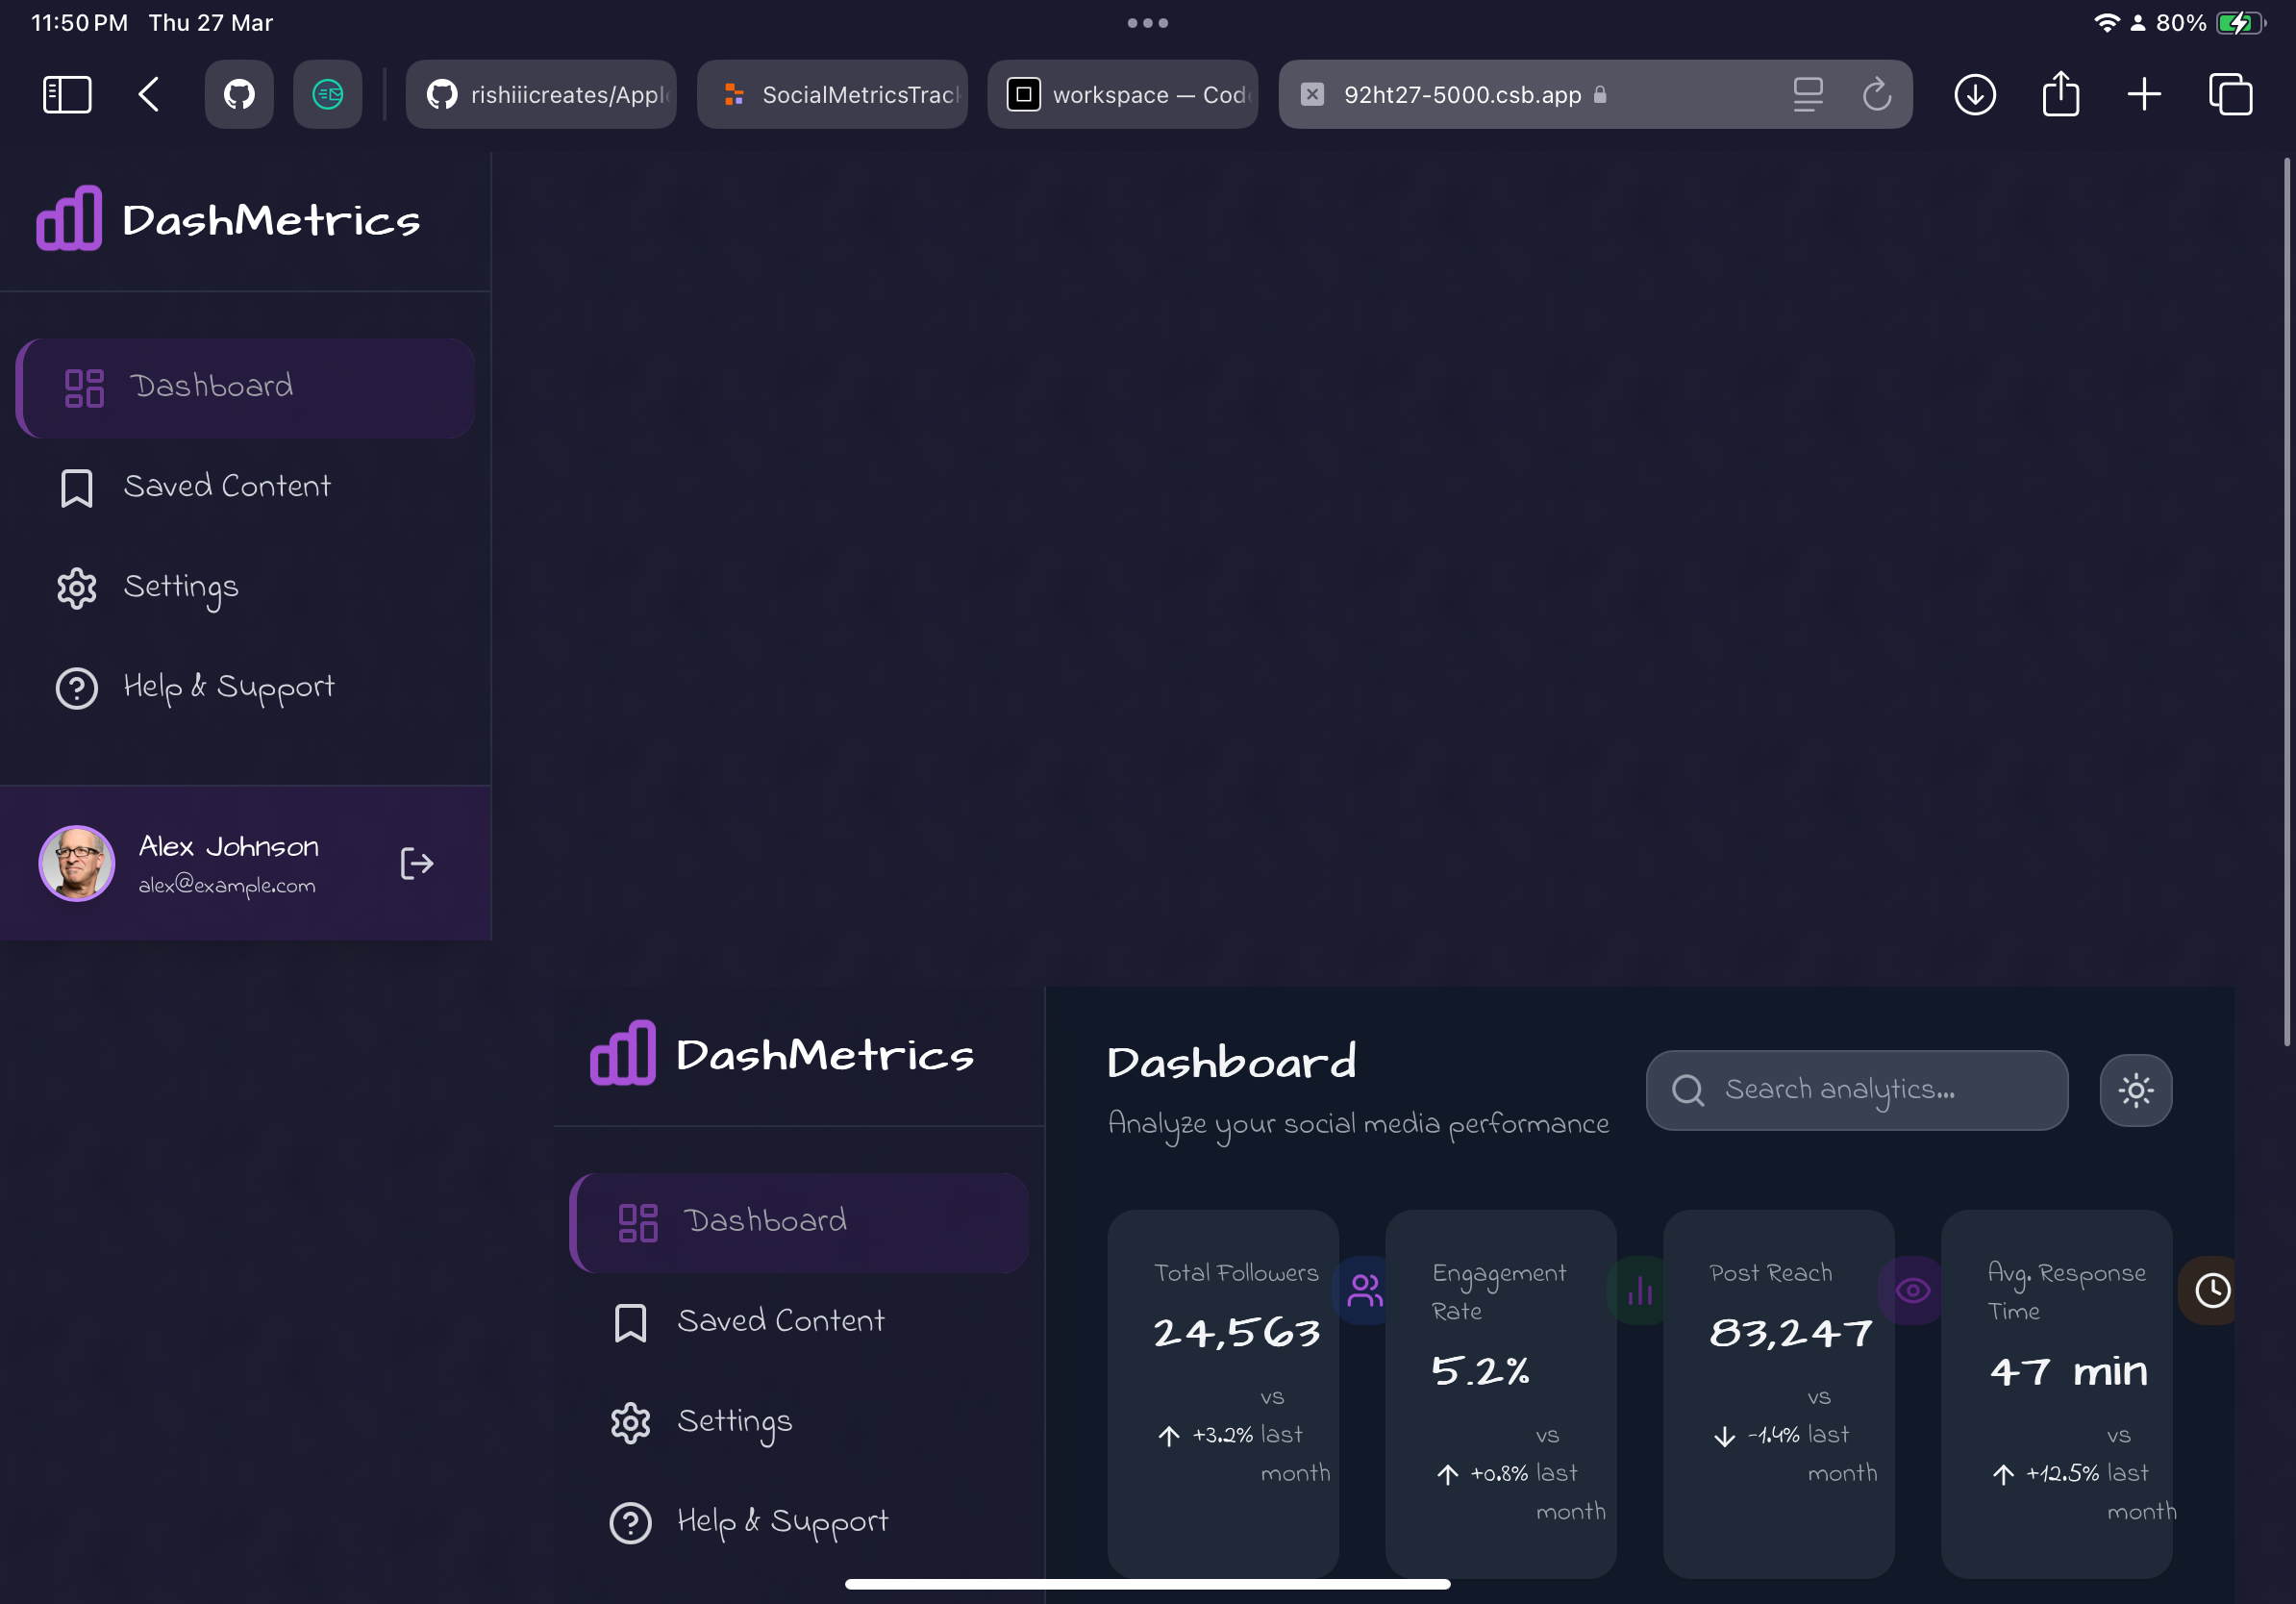 11:50 PM Thu 27 Mar
80%
rishiiicreates/Appl
SocialMetricsTrack
workspace — Cod
92ht27-5000.csb.app
DashMetrics
Dashboard
Saved Content
Settings
Help & Support
Alex Johnson
alex@example.com
DashMetrics
Dashboard
Saved Content
Settings
Help & Support
Dashboard
Analyze your social media performance
Search analytics...
Total Followers
24,563
+3.2% vs
last
month
Engagement
Rate
5.2%
+0.8% vs
last
month
Post Reach
83,247
-1.4% vs
last
month
Avg. Response
Time
47 min
+12.5% vs
last
month